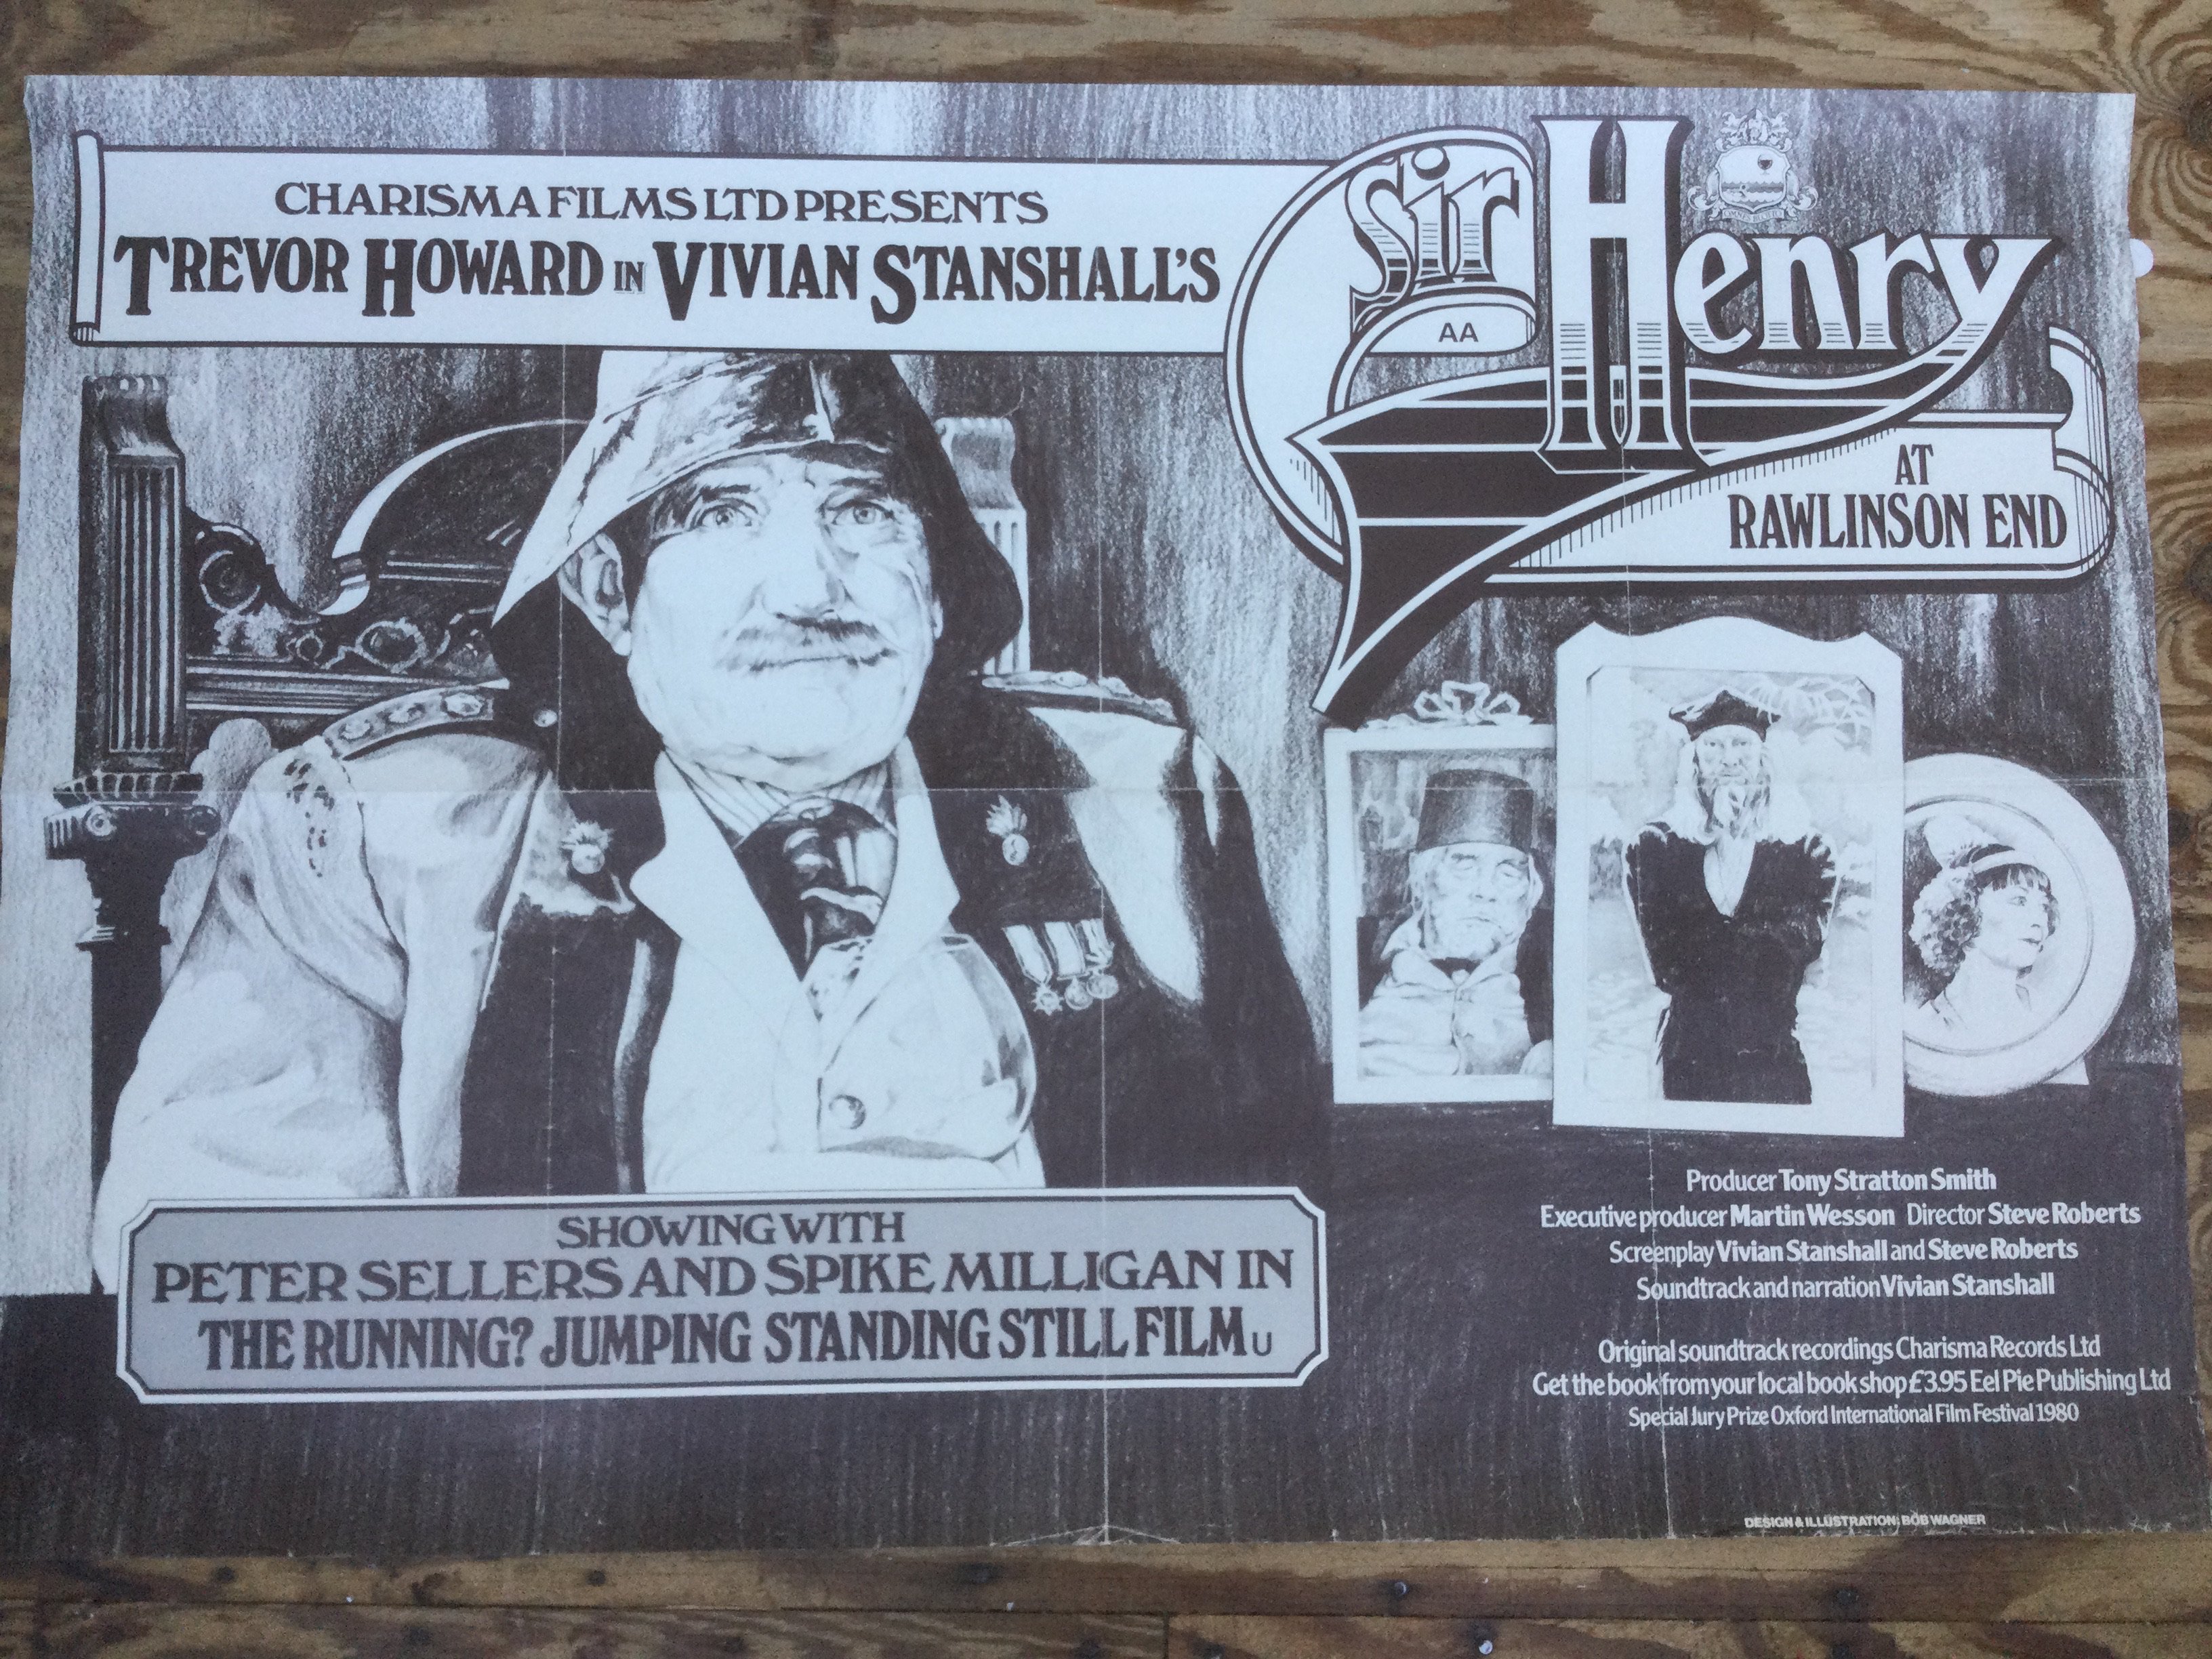 CHARISMA FILMS LTD PRESENTS
TREVOR HOWARD IN VIVIAN STANSHALL'S
Sir Henry
AA
AT
RAWLINSON END
SHOWING WITH
PETER SELLERS AND SPIKE MILLIGAN IN
THE RUNNING? JUMPING STANDING STILL FILM U
Producer Tony Stratton Smith
Executive producer Martin Wesson Director Steve Roberts
Screenplay Vivian Stanshall and Steve Roberts
Soundtrack and narration Vivian Stanshall
Original soundtrack recordings Charisma Records Ltd
Get the book from your local book shop £3.95 Eel Pie Publishing Ltd
Special Jury Prize Oxford International Film Festival 1980
DESIGN & ILLUSTRATION: BOB WAGNER